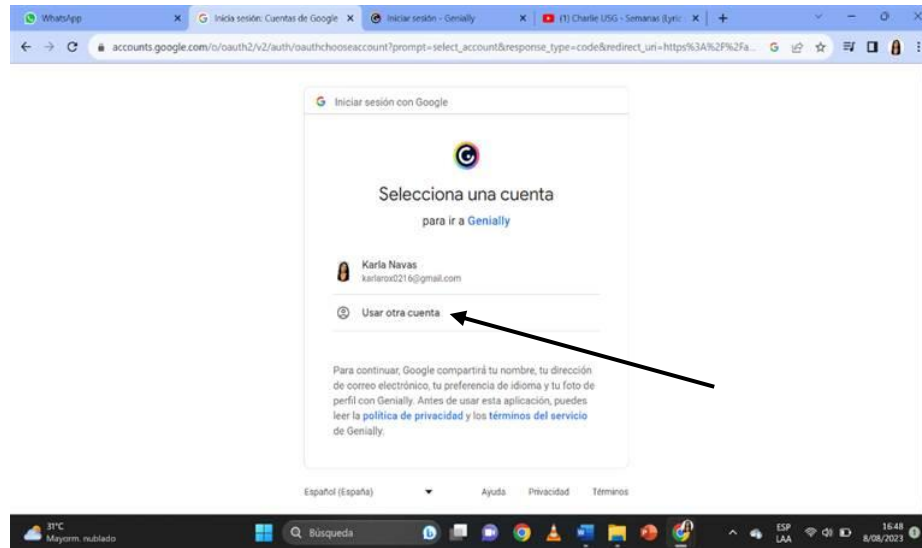 WhatsApp
Inicia sesión: Cuentas de Google
Iniciar sesión - Genially
(1) Charlie USG - Semanas (Lyric
accounts.google.com/o/oauth2/v2/auth/oauthchooseaccount?prompt=select_account&response_type=code&redirect_uri=https%3A%2F%2Fa...
Iniciar sesión con Google
Selecciona una cuenta
para ir a Genially
Karla Navas
karlarox0216@gmail.com
Usar otra cuenta
Para continuar, Google compartirá tu nombre, tu dirección
de correo electrónico, tu preferencia de idioma y tu foto de
perfil con Genially. Antes de usar esta aplicación, puedes
leer la política de privacidad y los términos del servicio
de Genially.
Español (España)
Ayuda
Privacidad
Términos
31°C
Mayorm. nublado
Búsqueda
ESP
LAA
16:48
8/08/2023